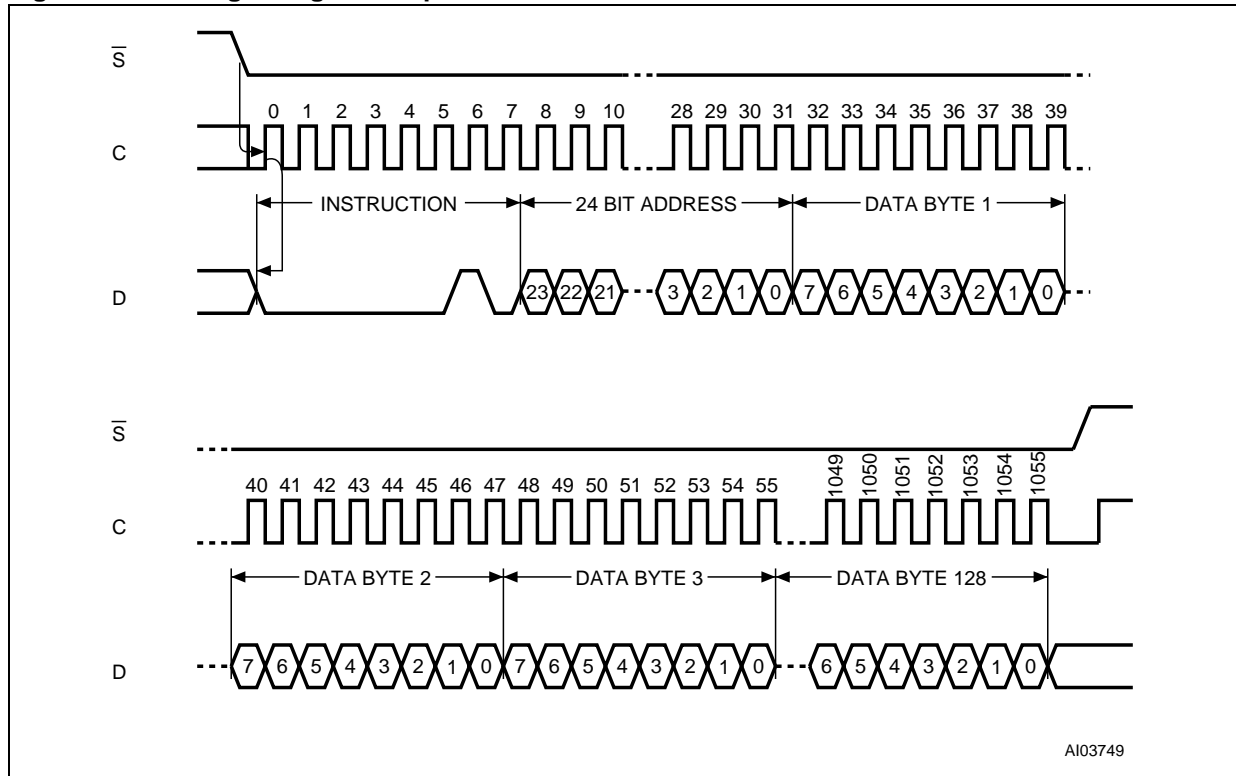 S
0 1 2 3 4 5 6 7 8 9 10 28 29 30 31 32 33 34 35 36 37 38 39
C
INSTRUCTION 24 BIT ADDRESS DATA BYTE 1
D 23 22 21 3 2 1 0 7 6 5 4 3 2 1 0
S
40 41 42 43 44 45 46 47 48 49 50 51 52 53 54 55 1049 1050 1051 1052 1053 1054 1055
C
DATA BYTE 2 DATA BYTE 3 DATA BYTE 128
D 7 6 5 4 3 2 1 0 7 6 5 4 3 2 1 0 6 5 4 3 2 1 0
AI03749